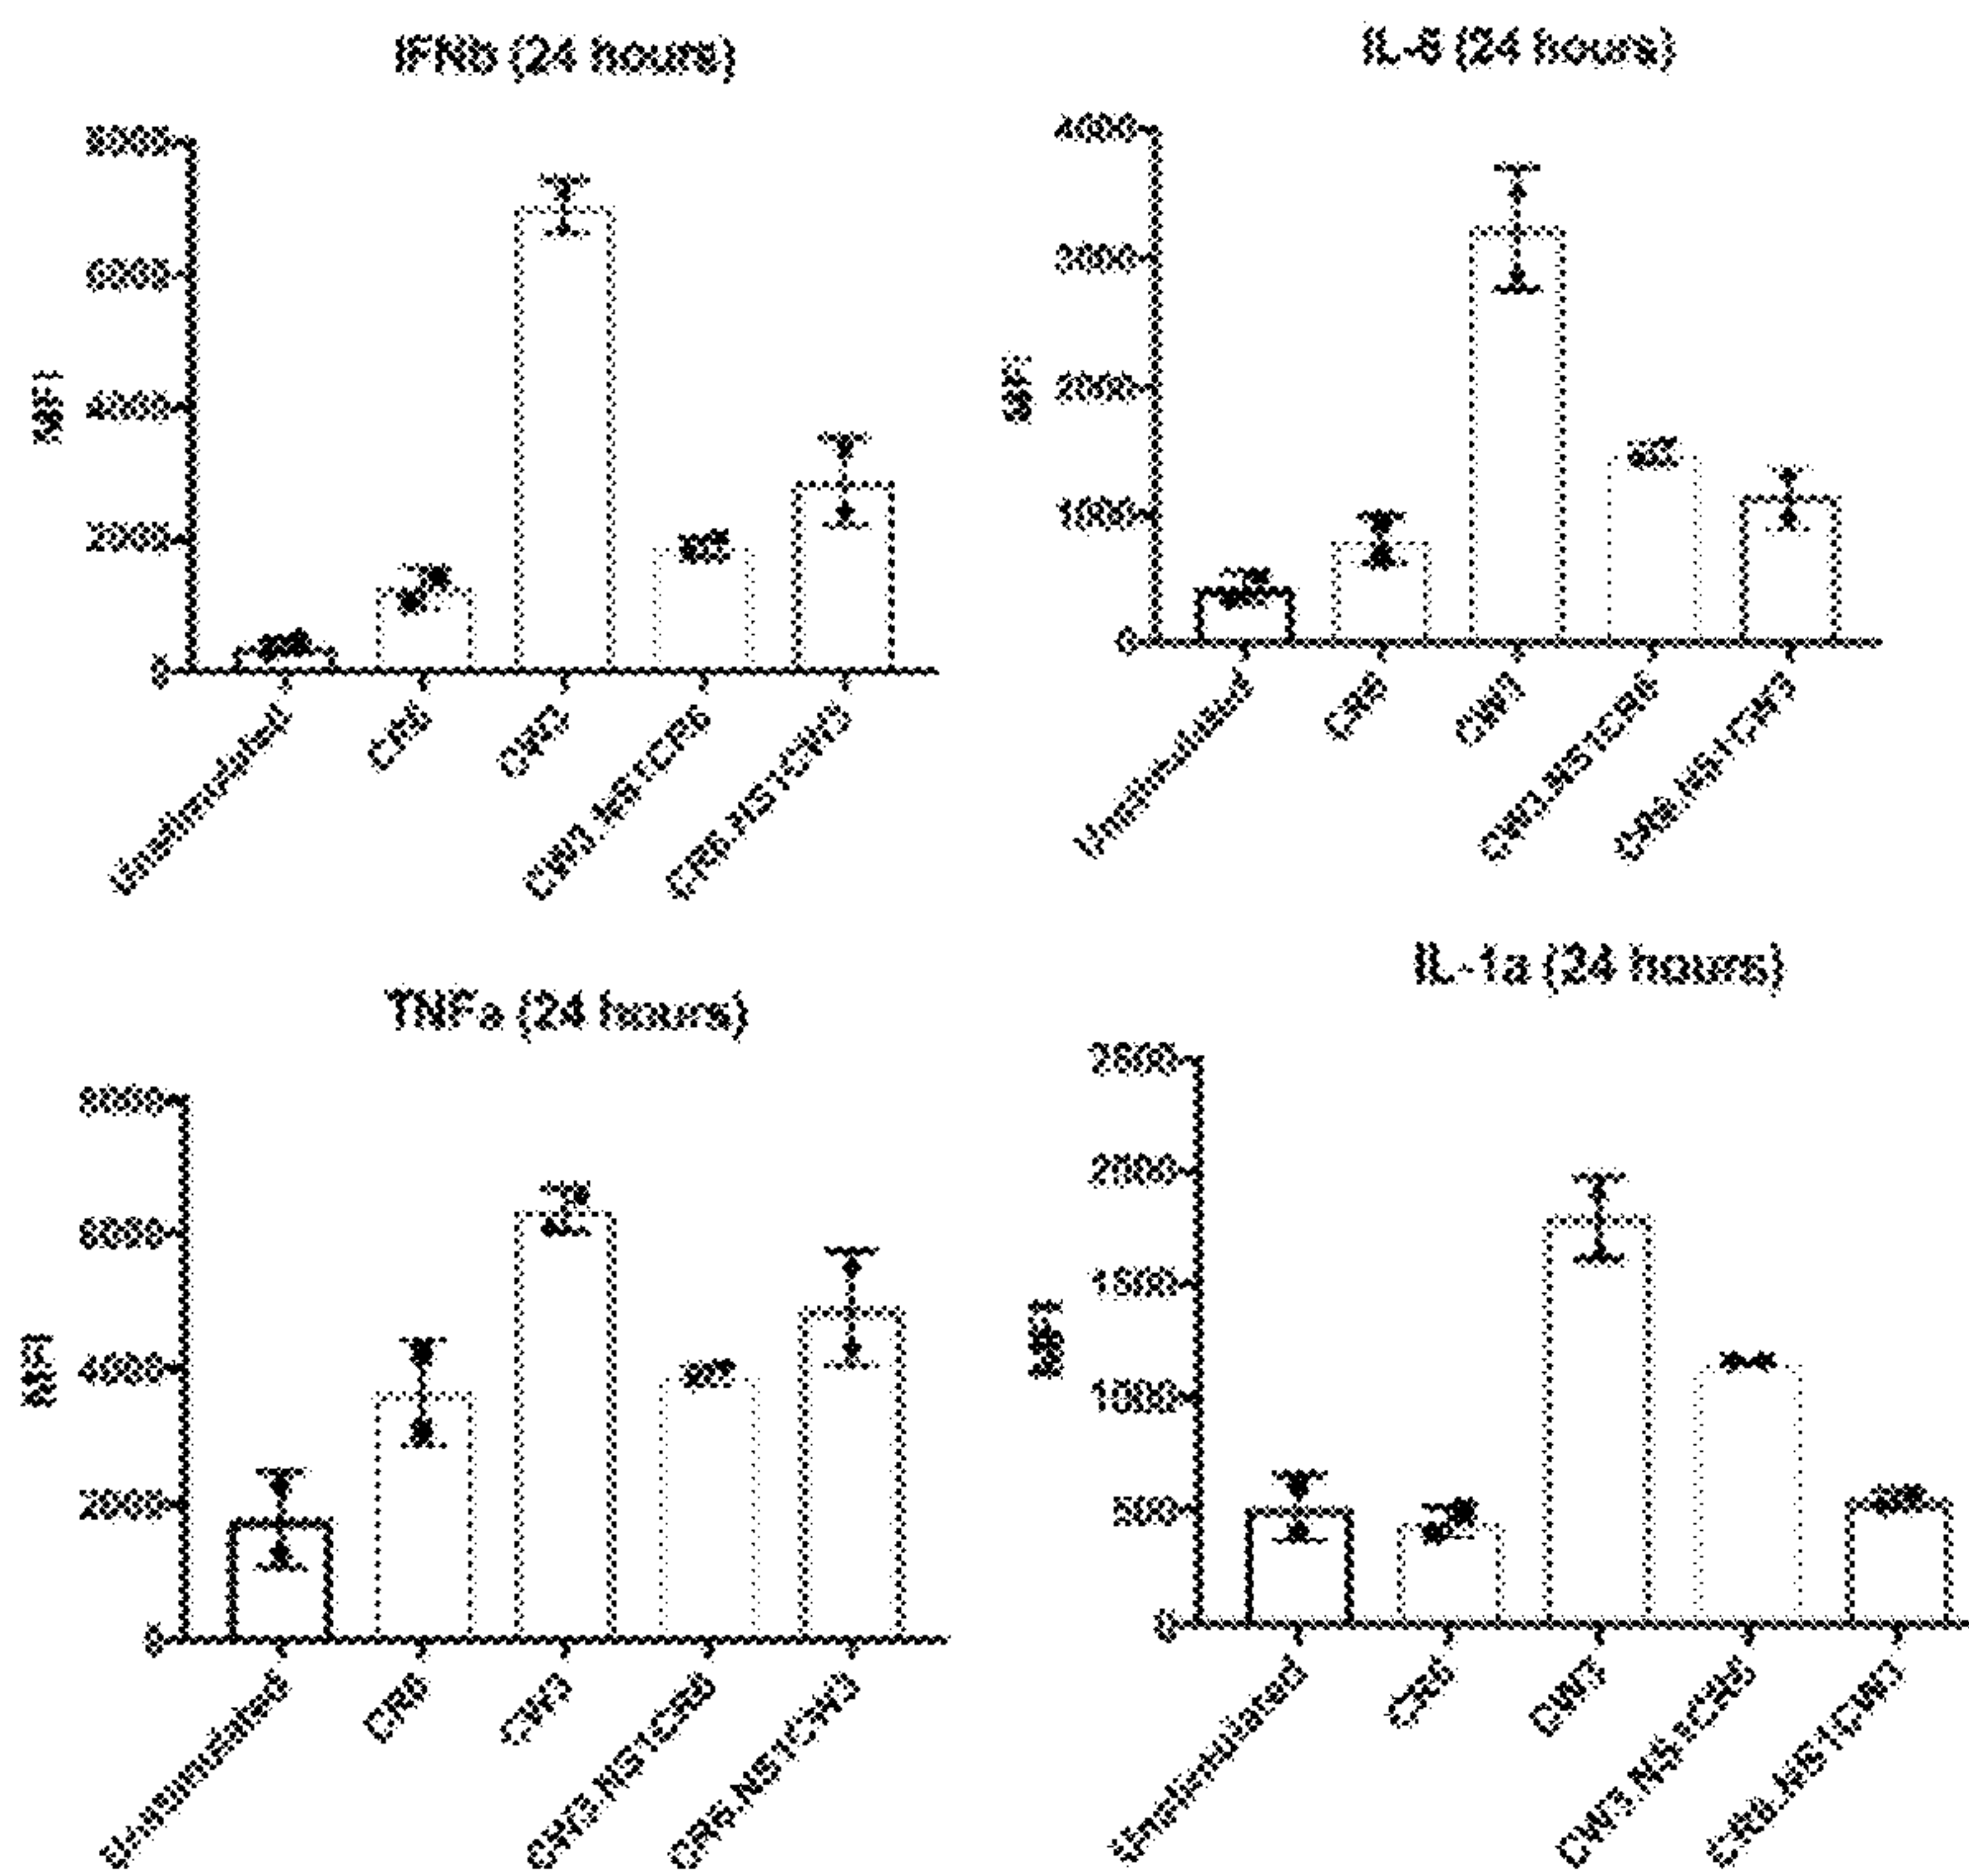 IFNb (24 hours)
MFI
8000
6000
4000
2000
0
Unstimulated
CR6
CW3
CW3.NS1CR6
CR6.NS1CW3
IL-6 (24 hours)
MFI
4000
3000
2000
1000
0
Unstimulated
CR6
CW3
CW3.NS1CR6
CR6.NS1CW3
TNFa (24 hours)
MFI
8000
6000
4000
2000
0
Unstimulated
CR6
CW3
CW3.NS1CR6
CR6.NS1CW3
IL-1a (24 hours)
MFI
2500
2000
1500
1000
500
0
Unstimulated
CR6
CW3
CW3.NS1CR6
CR6.NS1CW3